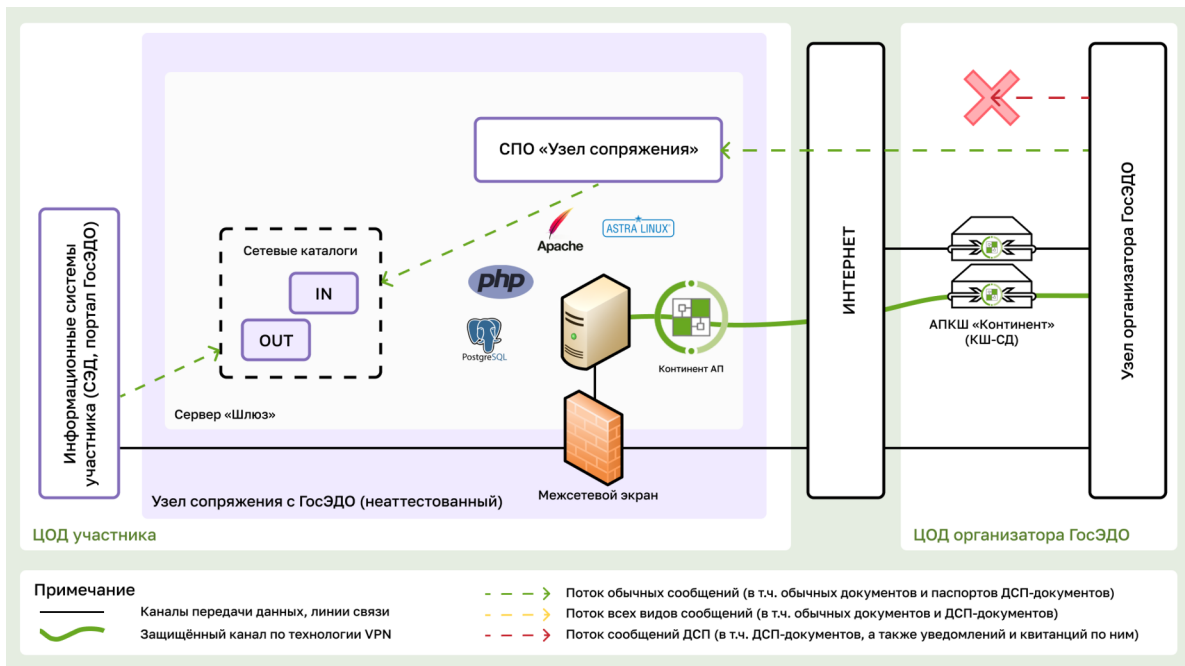 СПО «Узел сопряжения»
Apache
ASTRA LINUX
Сетевые каталоги
IN
OUT
php
PostgreSQL
Континент АП
Сервер «Шлюз»
Информационные системы
участника (СЭД, портал ГосЭДО)
Межсетевой экран
Узел сопряжения с ГосЭДО (неаттестованный)
ЦОД участника
ИНТЕРНЕТ
АПКШ «Континент»
(КШ-СД)
Узел организатора ГосЭДО
ЦОД организатора ГосЭДО
Примечание
Каналы передачи данных, линии связи
Защищённый канал по технологии VPN
Поток обычных сообщений (в т.ч. обычных документов и паспортов ДСП-документов)
Поток всех видов сообщений (в т.ч. обычных документов и ДСП-документов)
Поток сообщений ДСП (в т.ч. ДСП-документов, а также уведомлений и квитанций по ним)